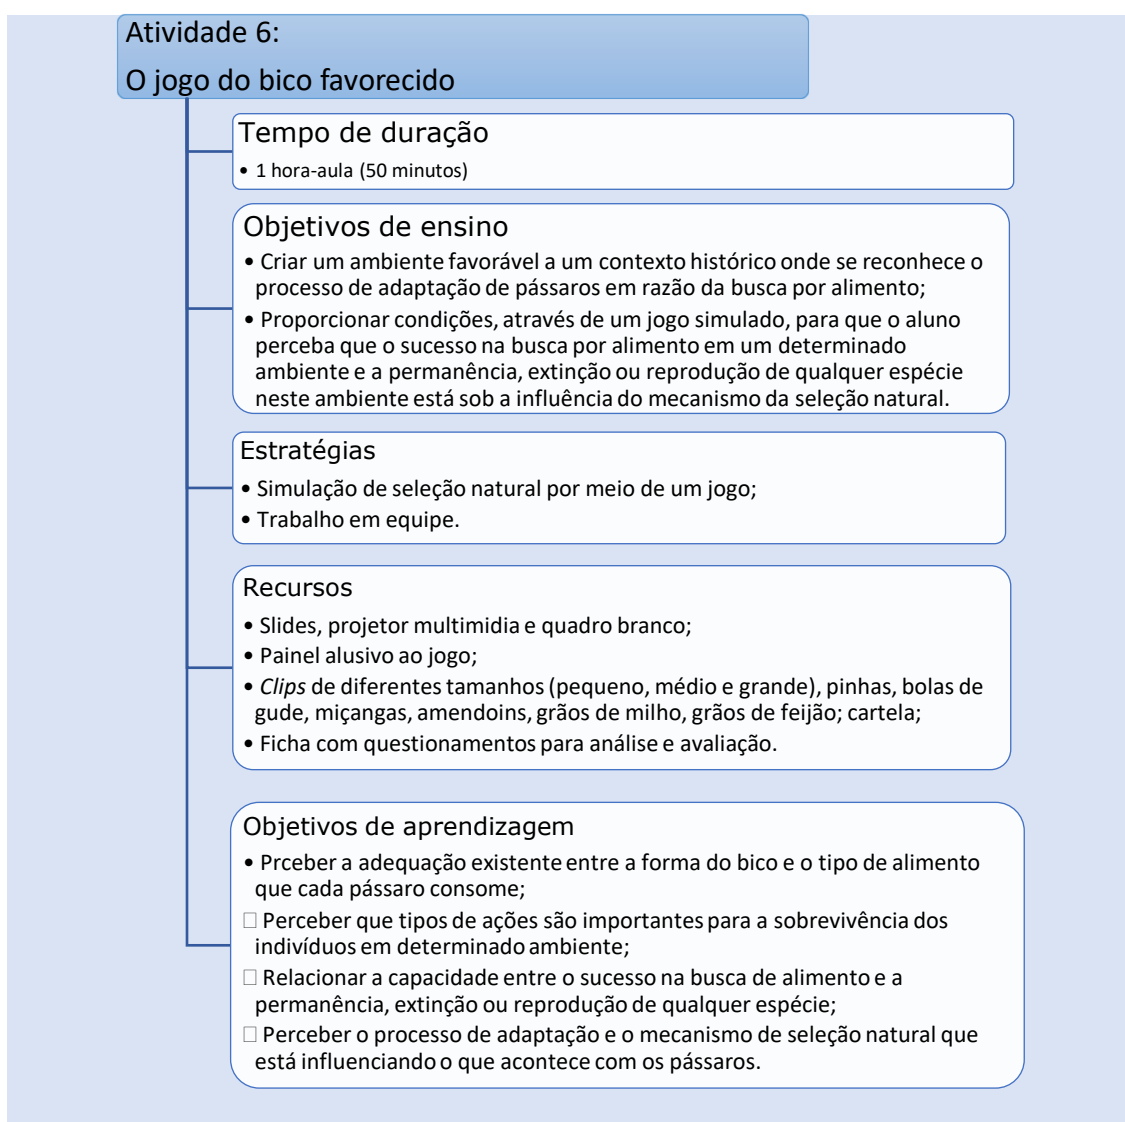 Atividade 6:
O jogo do bico favorecido
Tempo de duração
• 1 hora-aula (50 minutos)
Objetivos de ensino
• Criar um ambiente favorável a um contexto histórico onde se reconhece o
processo de adaptação de pássaros em razão da busca por alimento;
• Proporcionar condições, através de um jogo simulado, para que o aluno
perceba que o sucesso na busca por alimento em um determinado
ambiente e a permanência, extinção ou reprodução de qualquer espécie
neste ambiente está sob a influência do mecanismo da seleção natural.
Estratégias
• Simulação de seleção natural por meio de um jogo;
• Trabalho em equipe.
Recursos
• Slides, projetor multimidia e quadro branco;
• Painel alusivo ao jogo;
• Clips de diferentes tamanhos (pequeno, médio e grande), pinhas, bolas de
gude, miçangas, amendoins, grãos de milho, grãos de feijão; cartela;
• Ficha com questionamentos para análise e avaliação.
Objetivos de aprendizagem
• Prceber a adequação existente entre a forma do bico e o tipo de alimento
que cada pássaro consome;
□ Perceber que tipos de ações são importantes para a sobrevivência dos
indivíduos em determinado ambiente;
□ Relacionar a capacidade entre o sucesso na busca de alimento e a
permanência, extinção ou reprodução de qualquer espécie;
□ Perceber o processo de adaptação e o mecanismo de seleção natural que
está influenciando o que acontece com os pássaros.